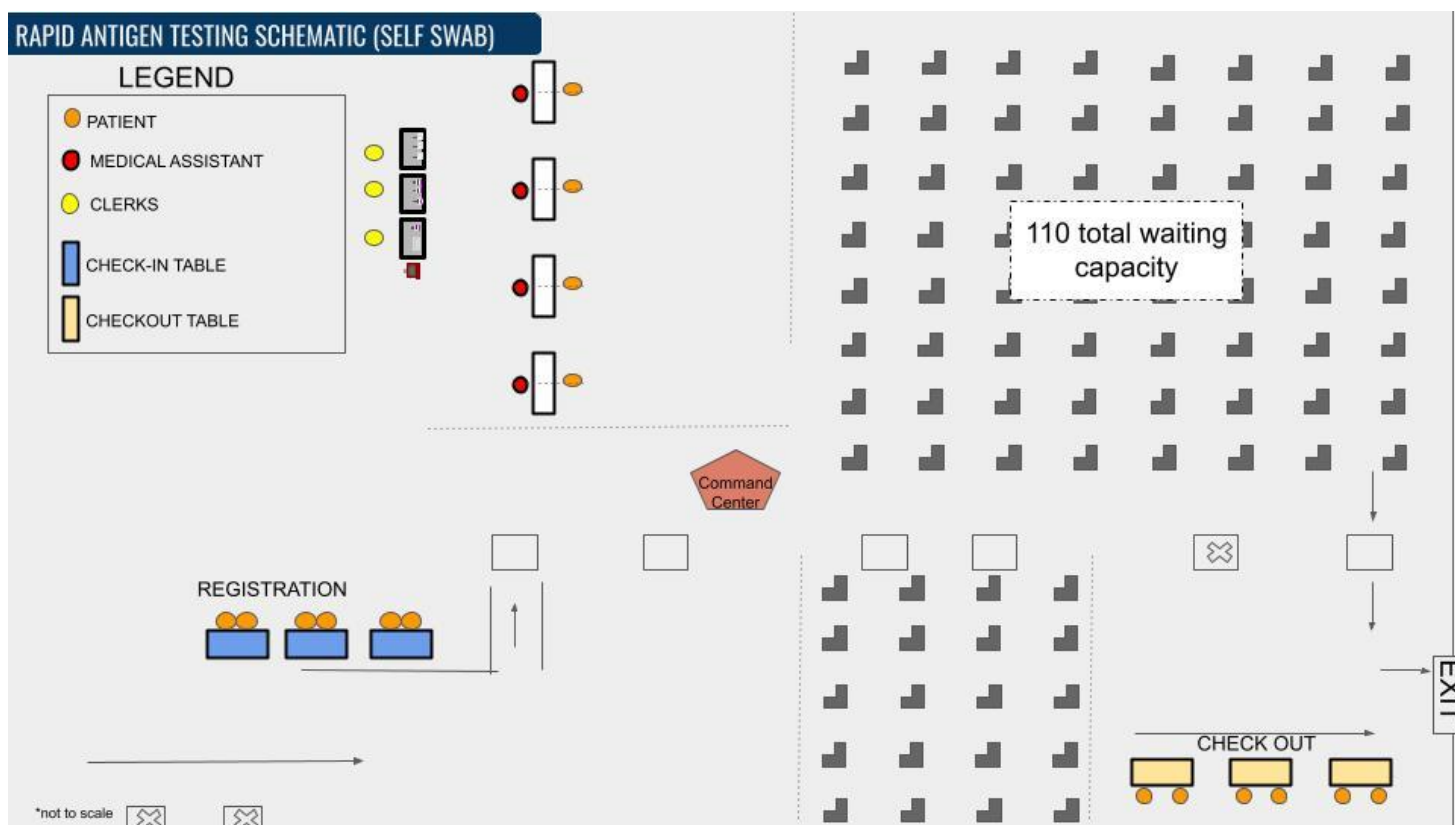 RAPID ANTIGEN TESTING SCHEMATIC (SELF SWAB)
LEGEND
PATIENT
MEDICAL ASSISTANT
CLERKS
CHECK-IN TABLE
CHECKOUT TABLE
110 total waiting
capacity
Command
Center
REGISTRATION
EXIT
CHECK OUT
*not to scale